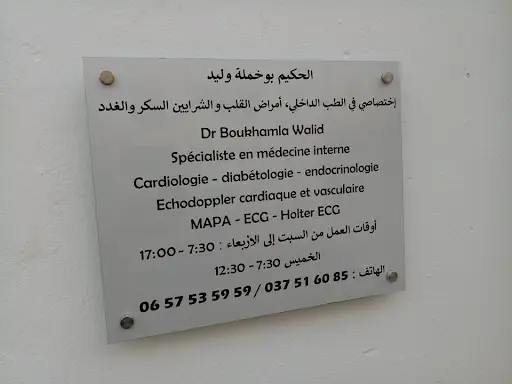 الحكيم بوخملة وليد
إختصاصي في الطب الداخلي، أمراض القلب و الشرايين السكر والغدد
Dr Boukhamla Walid
Spécialiste en médecine interne
Cardiologie - diabétologie - endocrinologie
Echodoppler cardiaque et vasculaire
MAPA - ECG - Holter ECG
أوقات العمل من السبت إلى الأربعاء : 7:30 - 17:00
الخميس 7:30 - 12:30
الهاتف : 037 51 60 85 / 06 57 53 59 59